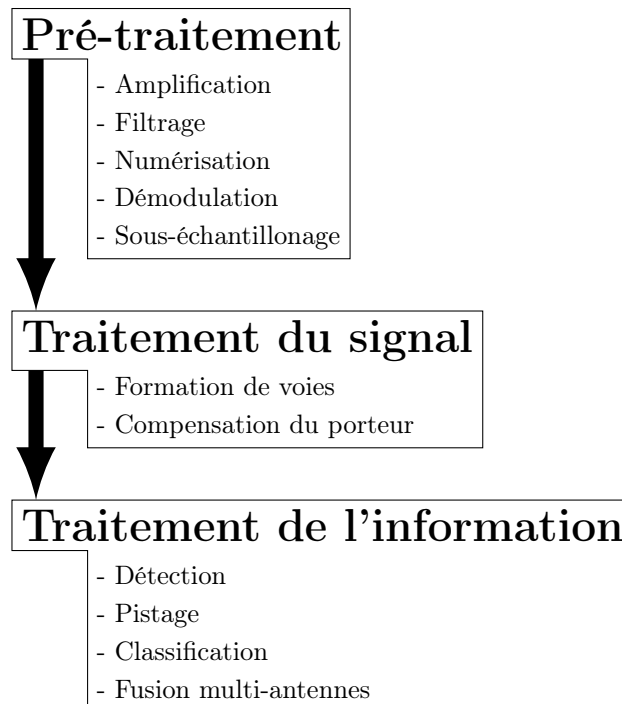 Pré-traitement
- Amplification
- Filtrage
- Numérisation
- Démodulation
- Sous-échantillonage
Traitement du signal
- Formation de voies
- Compensation du porteur
Traitement de l'information
- Détection
- Pistage
- Classification
- Fusion multi-antennes